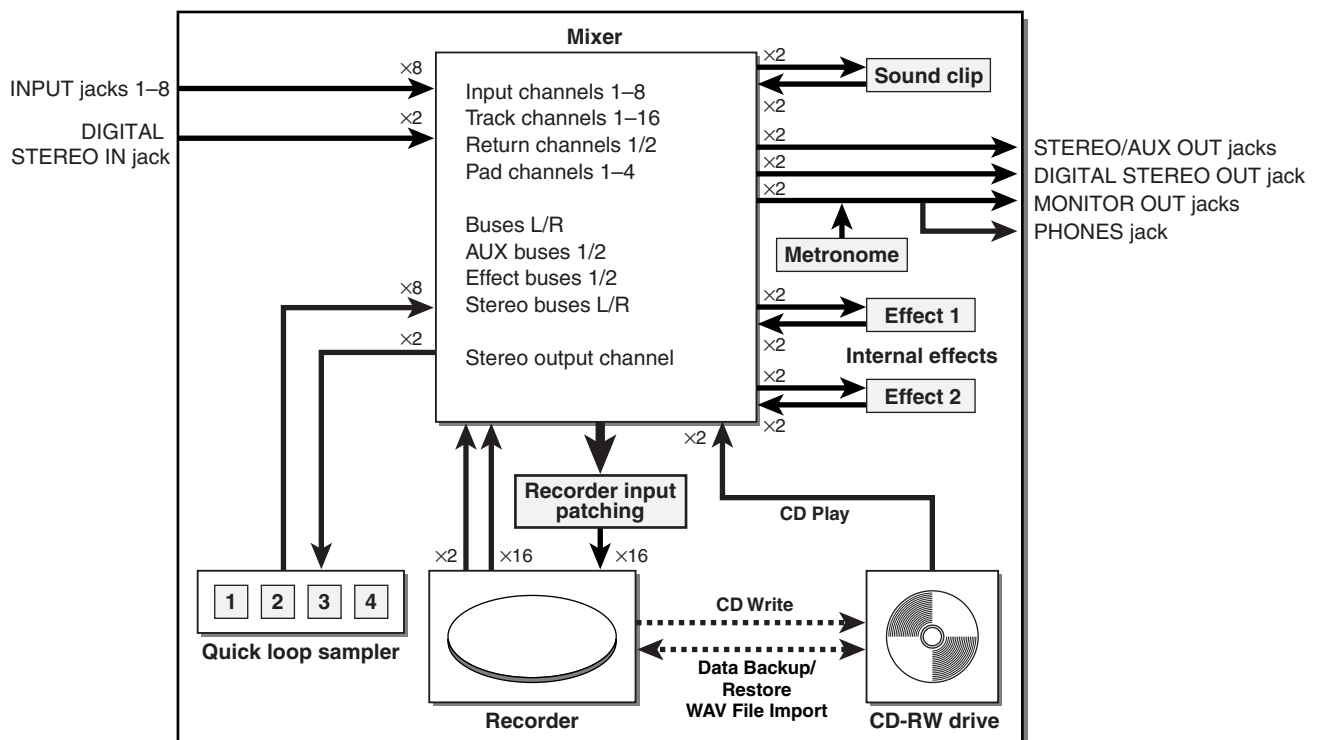 Mixer
INPUT jacks 1–8
×8
DIGITAL
STEREO IN jack
×2
Input channels 1–8
Track channels 1–16
Return channels 1/2
Pad channels 1–4
Buses L/R
AUX buses 1/2
Effect buses 1/2
Stereo buses L/R
Stereo output channel
×2
Sound clip
×2
×2
STEREO/AUX OUT jacks
×2
DIGITAL STEREO OUT jack
×2
MONITOR OUT jacks
PHONES jack
Metronome
×8
×2
×2
Effect 1
×2
Internal effects
×2
Effect 2
×2
×2
Recorder input
patching
CD Play
×2
×16
×16
1 2 3 4
Quick loop sampler
CD Write
Data Backup/
Restore
WAV File Import
Recorder
CD-RW drive